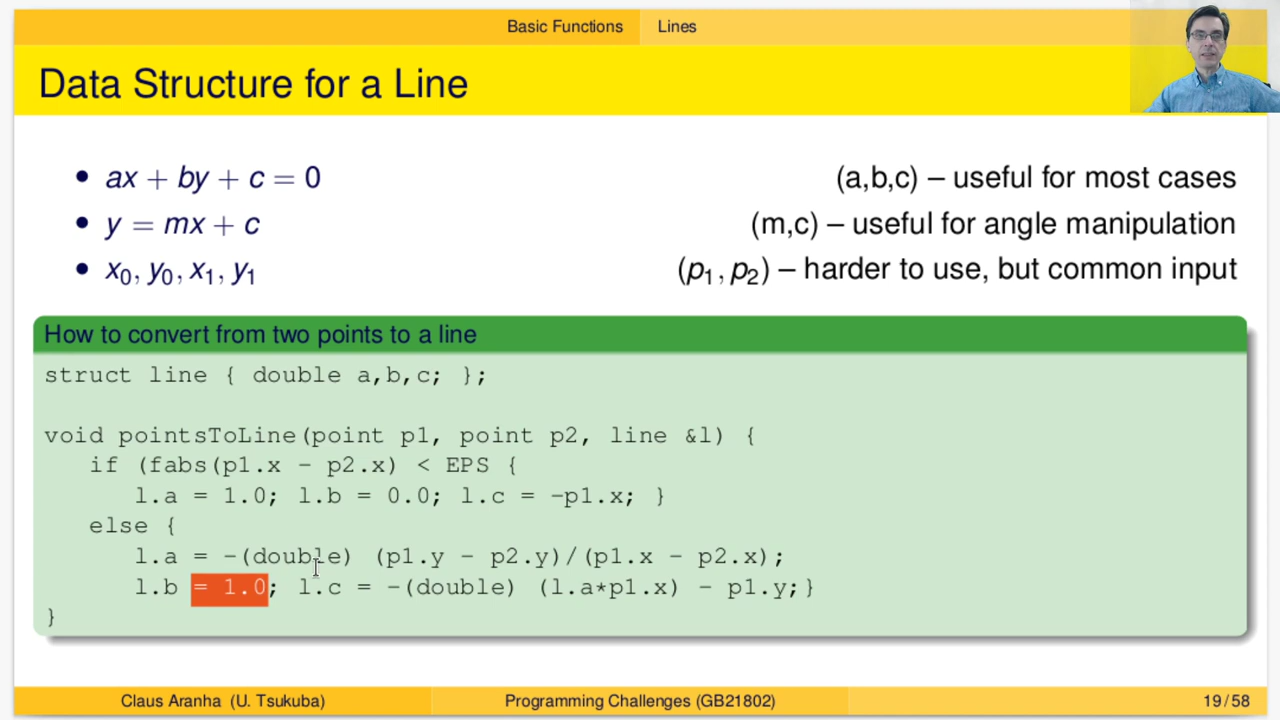 Basic Functions Lines
Data Structure for a Line
• ax + by + c = 0 (a,b,c) – useful for most cases
• y = mx + c (m,c) – useful for angle manipulation
• x₀, y₀, x₁, y₁ (p₁, p₂) – harder to use, but common input
How to convert from two points to a line
struct line { double a,b,c; };
void pointsToLine(point p1, point p2, line &l) {
if (fabs(p1.x - p2.x) < EPS {
l.a = 1.0; l.b = 0.0; l.c = -p1.x; }
else {
l.a = -(double) (p1.y - p2.y)/(p1.x - p2.x);
l.b = 1.0; l.c = -(double) (l.a*p1.x) - p1.y;}
}
Claus Aranha (U. Tsukuba) Programming Challenges (GB21802) 19 / 58